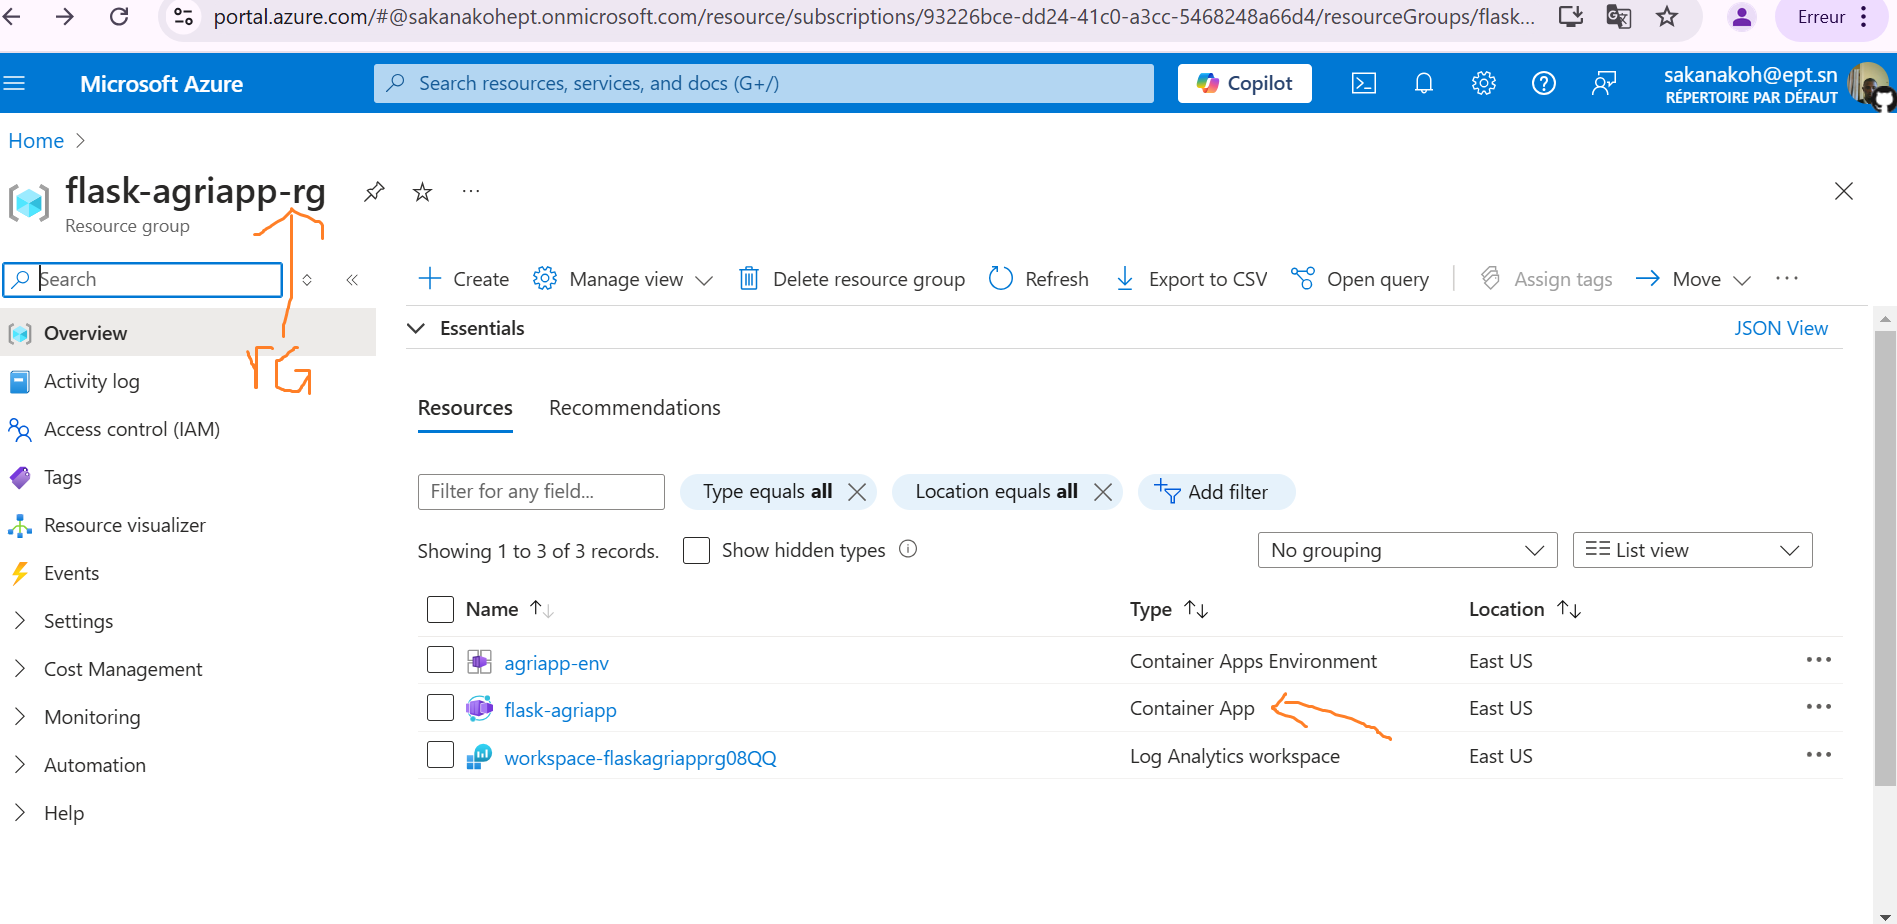 portal.azure.com/#@sakanakohept.onmicrosoft.com/resource/subscriptions/93226bce-dd24-41c0-a3cc-5468248a66d4/resourceGroups/flask...
Erreur
Microsoft Azure
Search resources, services, and docs (G+/)
Copilot
sakanakoh@ept.sn
RÉPERTOIRE PAR DÉFAUT
Home
flask-agriapp-rg
Resource group
Search
Create
Manage view
Delete resource group
Refresh
Export to CSV
Open query
Assign tags
Move
Overview
rG
Activity log
Access control (IAM)
Tags
Resource visualizer
Events
Settings
Cost Management
Monitoring
Automation
Help
Essentials
JSON View
Resources
Recommendations
Filter for any field...
Type equals all
Location equals all
Add filter
Showing 1 to 3 of 3 records.
Show hidden types
No grouping
List view
Name Type Location
agriapp-env Container Apps Environment East US
flask-agriapp Container App East US
workspace-flaskagriapprg08QQ Log Analytics workspace East US